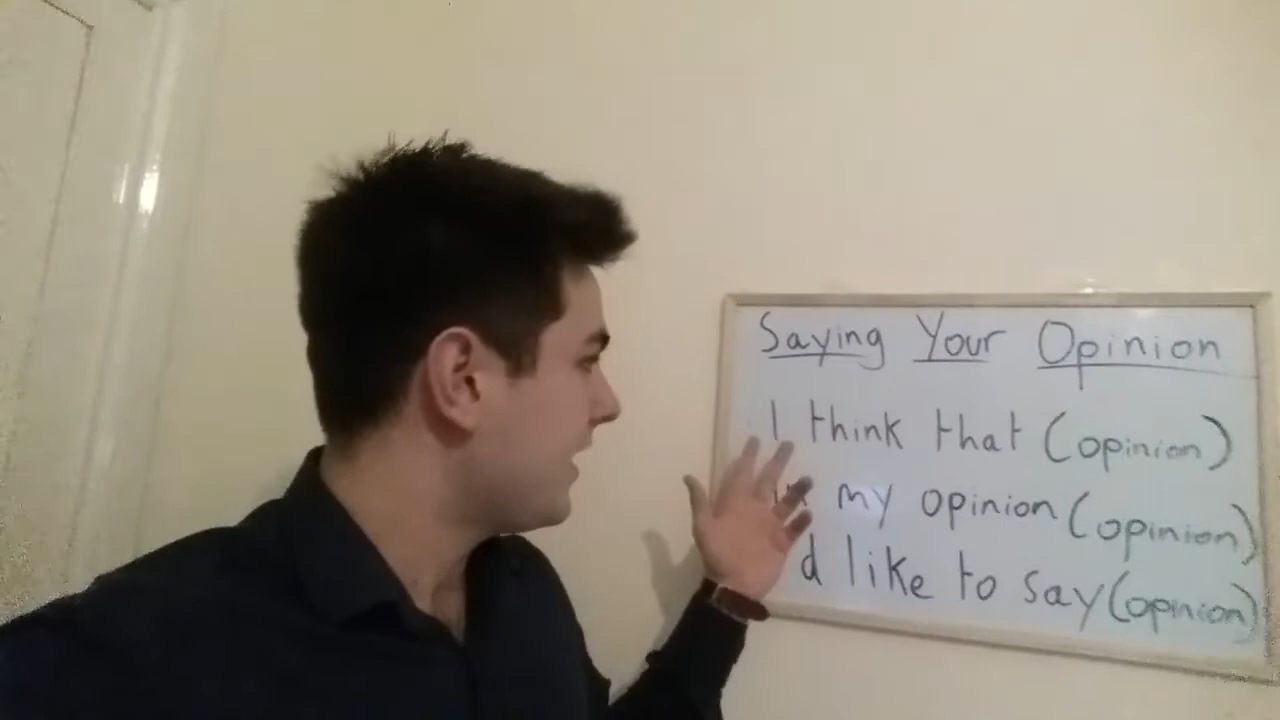 Saying Your Opinion
I think that (opinion)
my opinion (opinion)
d like to say (opinion)